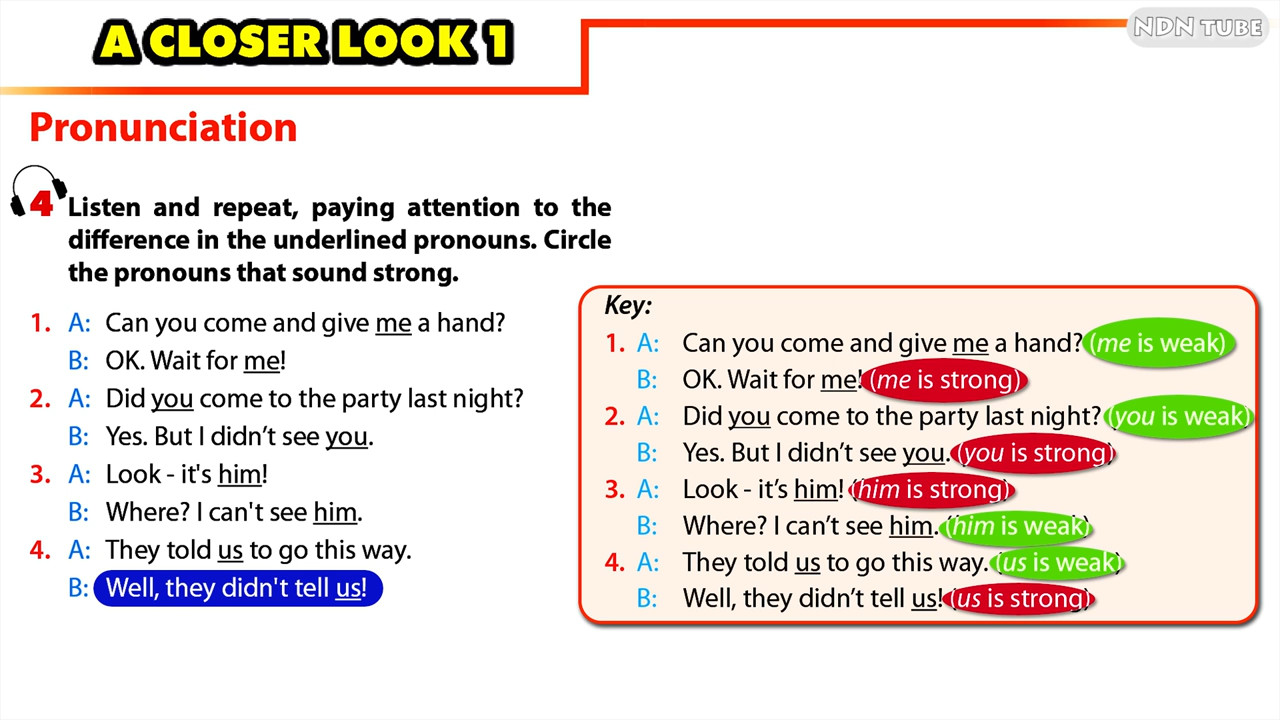 A CLOSER LOOK 1
NDN TUBE
Pronunciation
4 Listen and repeat, paying attention to the
difference in the underlined pronouns. Circle
the pronouns that sound strong.
1. A: Can you come and give me a hand?
B: OK. Wait for me!
2. A: Did you come to the party last night?
B: Yes. But I didn’t see you.
3. A: Look - it's him!
B: Where? I can't see him.
4. A: They told us to go this way.
B: Well, they didn't tell us!
Key:
1. A: Can you come and give me a hand? (me is weak)
B: OK. Wait for me! (me is strong)
2. A: Did you come to the party last night? (you is weak)
B: Yes. But I didn’t see you. (you is strong)
3. A: Look - it’s him! (him is strong)
B: Where? I can’t see him. (him is weak)
4. A: They told us to go this way. (us is weak)
B: Well, they didn’t tell us! (us is strong)